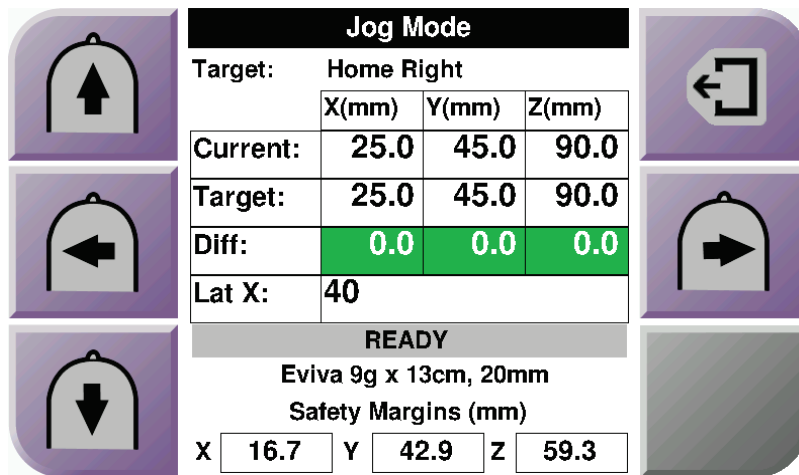 Jog Mode
Target: Home Right
X(mm) Y(mm) Z(mm)
Current: 25.0 45.0 90.0
Target: 25.0 45.0 90.0
Diff: 0.0 0.0 0.0
Lat X: 40
READY
Eviva 9g x 13cm, 20mm
Safety Margins (mm)
X 16.7 Y 42.9 Z 59.3